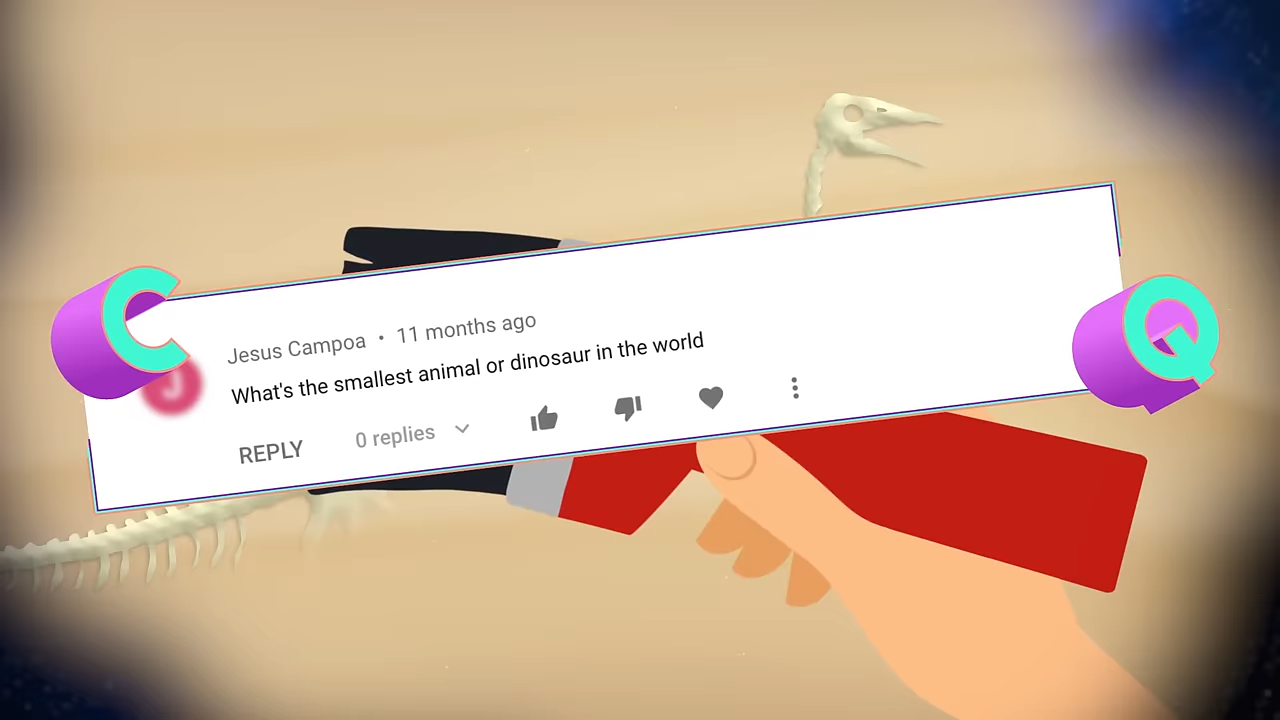 C
Q
Jesus Campoa • 11 months ago
J
What's the smallest animal or dinosaur in the world
REPLY 0 replies